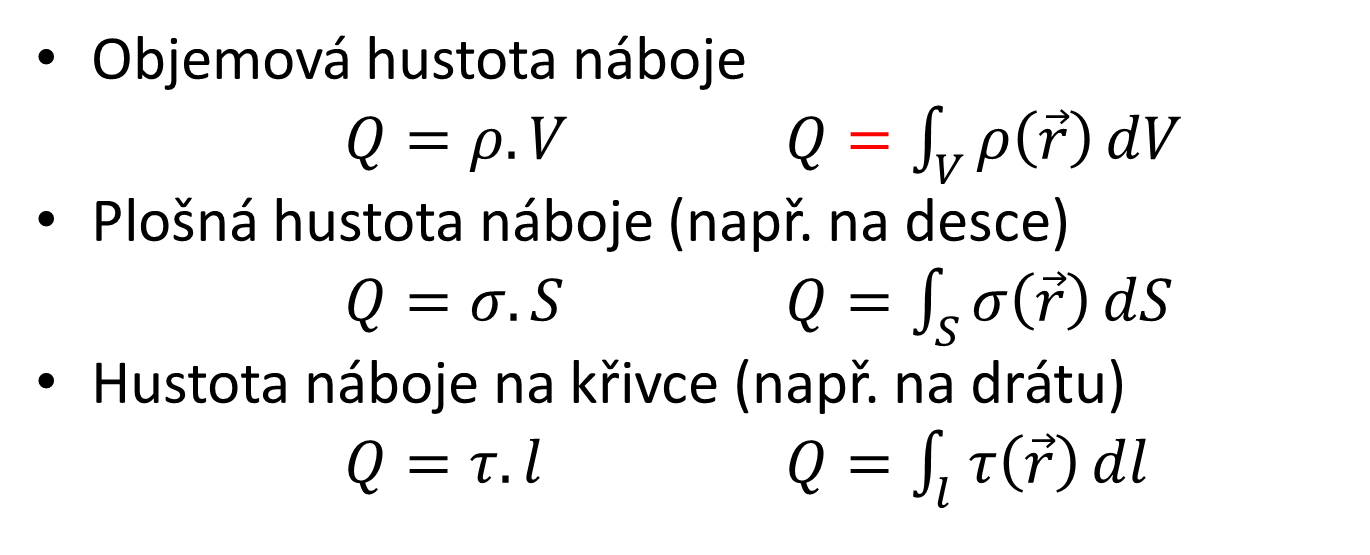 • Objemová hustota náboje
Q = ρ.V Q = ∫_V ρ(r⃗) dV
• Plošná hustota náboje (např. na desce)
Q = σ.S Q = ∫_S σ(r⃗) dS
• Hustota náboje na křivce (např. na drátu)
Q = τ.l Q = ∫_l τ(r⃗) dl